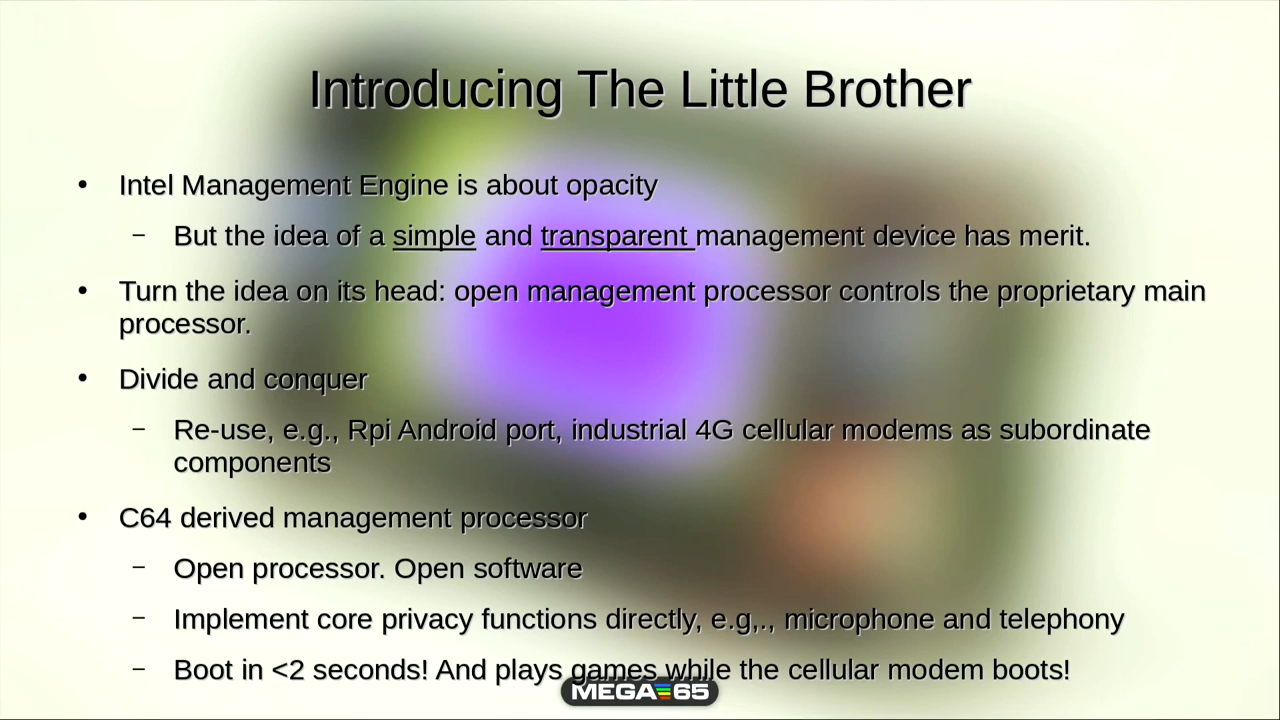 Introducing The Little Brother
• Intel Management Engine is about opacity
– But the idea of a simple and transparent management device has merit.
• Turn the idea on its head: open management processor controls the proprietary main
processor.
• Divide and conquer
– Re-use, e.g., Rpi Android port, industrial 4G cellular modems as subordinate
components
• C64 derived management processor
– Open processor. Open software
– Implement core privacy functions directly, e.g,., microphone and telephony
– Boot in <2 seconds! And plays games while the cellular modem boots!
MEGA65